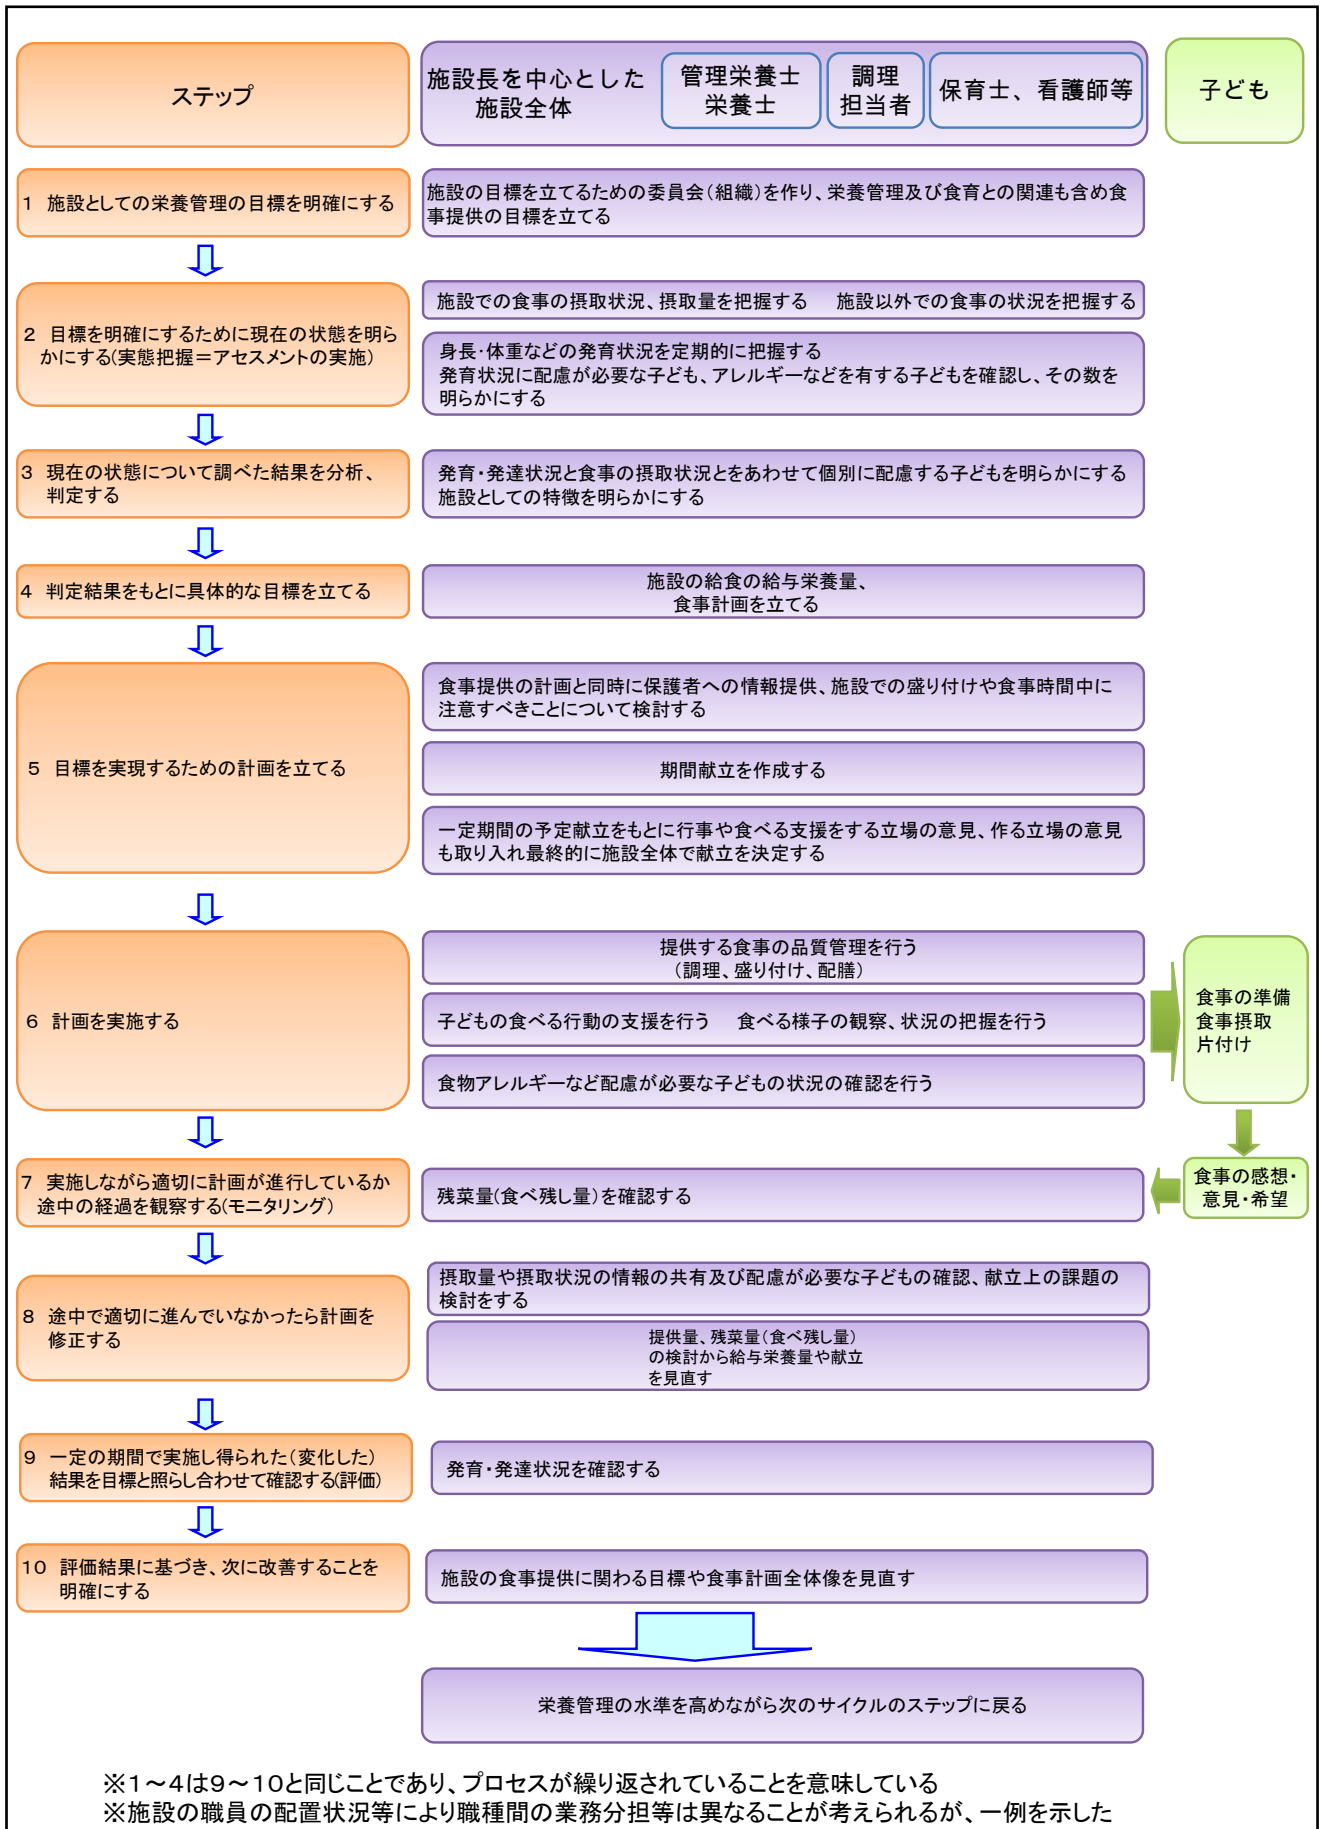 ステップ
施設長を中心とした
施設全体
管理栄養士
栄養士
調理
担当者
保育士、看護師等
子ども
1　施設としての栄養管理の目標を明確にする
施設の目標を立てるための委員会（組織）を作り、栄養管理及び食育との関連も含め食
事提供の目標を立てる
2　目標を明確にするために現在の状態を明ら
かにする(実態把握＝アセスメントの実施)
施設での食事の摂取状況、摂取量を把握する　施設以外での食事の状況を把握する
身長・体重などの発育状況を定期的に把握する
発育状況に配慮が必要な子ども、アレルギーなどを有する子どもを確認し、その数を
明らかにする
3　現在の状態について調べた結果を分析、
判定する
発育・発達状況と食事の摂取状況とをあわせて個別に配慮する子どもを明らかにする
施設としての特徴を明らかにする
4　判定結果をもとに具体的な目標を立てる
施設の給食の給与栄養量、
食事計画を立てる
5　目標を実現するための計画を立てる
食事提供の計画と同時に保護者への情報提供、施設での盛り付けや食事時間中に
注意すべきことについて検討する
期間献立を作成する
一定期間の予定献立をもとに行事や食べる支援をする立場の意見、作る立場の意見
も取り入れ最終的に施設全体で献立を決定する
6　計画を実施する
提供する食事の品質管理を行う
（調理、盛り付け、配膳）
子どもの食べる行動の支援を行う　食べる様子の観察、状況の把握を行う
食物アレルギーなど配慮が必要な子どもの状況の確認を行う
食事の準備
食事摂取
片付け
7　実施しながら適切に計画が進行しているか
途中の経過を観察する(モニタリング)
残菜量(食べ残し量)を確認する
食事の感想・
意見・希望
8　途中で適切に進んでいなかったら計画を
修正する
摂取量や摂取状況の情報の共有及び配慮が必要な子どもの確認、献立上の課題の
検討をする
提供量、残菜量(食べ残し量)
の検討から給与栄養量や献立
を見直す
9　一定の期間で実施し得られた（変化した）
結果を目標と照らし合わせて確認する(評価)
発育・発達状況を確認する
10　評価結果に基づき、次に改善することを
明確にする
施設の食事提供に関わる目標や食事計画全体像を見直す
栄養管理の水準を高めながら次のサイクルのステップに戻る
※1～4は9～10と同じことであり、プロセスが繰り返されていることを意味している
※施設の職員の配置状況等により職種間の業務分担等は異なることが考えられるが、一例を示した